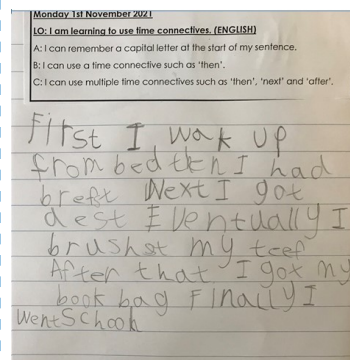 Monday 1st November 2021
LO: I am learning to use time connectives. (ENGLISH)
A: I can remember a capital letter at the start of my sentence.
B: I can use a time connective such as 'then'.
C: I can use multiple time connectives such as 'then', 'next' and 'after'.
First I wak up
from bed then I had
breft Next I got
dest Eventually I
brushst my teef
After that I got my
book bag Finally I
went School